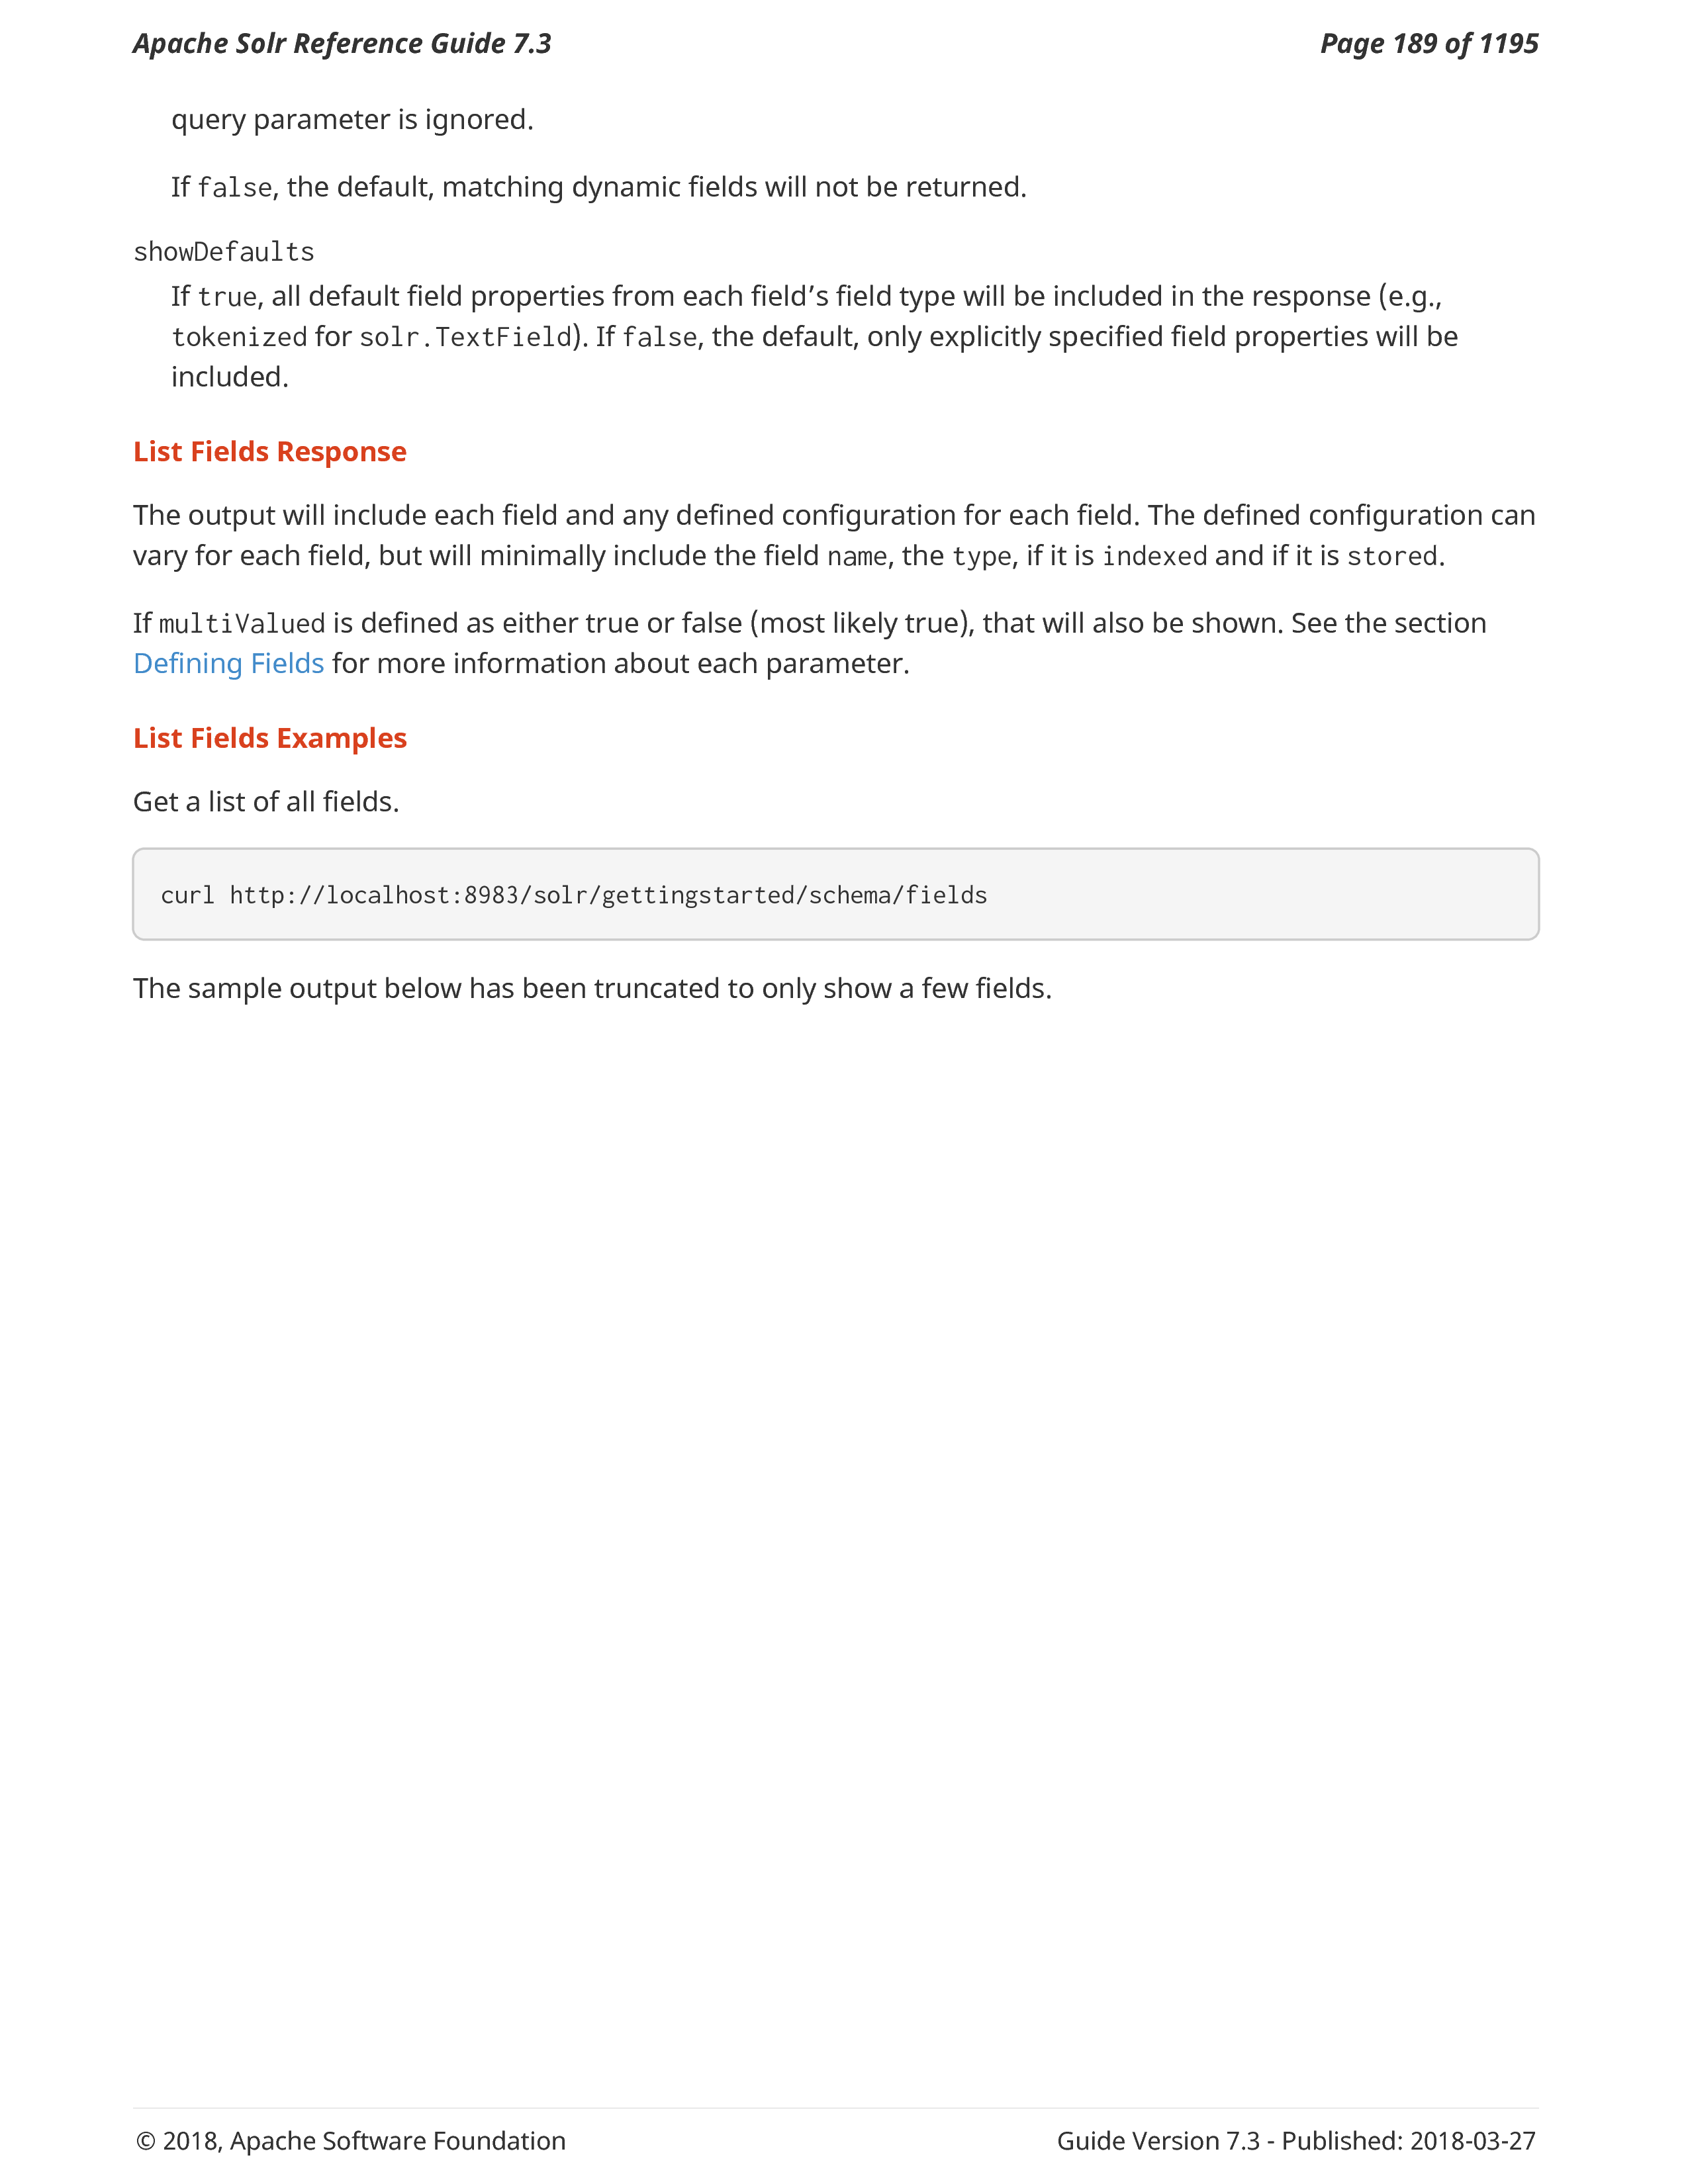 Apache Solr Reference Guide 7.3 Page 189 of 1195
query parameter is ignored.
If false, the default, matching dynamic fields will not be returned.
showDefaults
If true, all default field properties from each field’s field type will be included in the response (e.g.,
tokenized for solr.TextField). If false, the default, only explicitly specified field properties will be
included.
List Fields Response
The output will include each field and any defined configuration for each field. The defined configuration can
vary for each field, but will minimally include the field name, the type, if it is indexed and if it is stored.
If multiValued is defined as either true or false (most likely true), that will also be shown. See the section
Defining Fields for more information about each parameter.
List Fields Examples
Get a list of all fields.
curl http://localhost:8983/solr/gettingstarted/schema/fields
The sample output below has been truncated to only show a few fields.
© 2018, Apache Software Foundation Guide Version 7.3 - Published: 2018-03-27